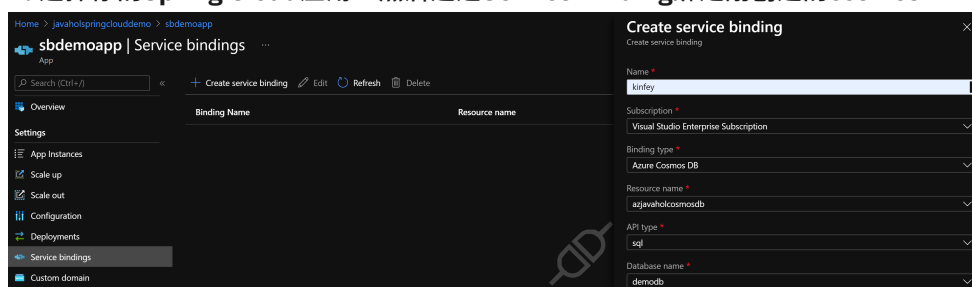 Home > javaholspringclouddemo > sbdemoapp
sbdemoapp | Service bindings ...
App
Search (Ctrl+/)
«
Create service binding
Edit
Refresh
Delete
Overview
Binding Name
Resource name
Settings
App Instances
Scale up
Scale out
Configuration
Deployments
Service bindings
Custom domain
Create service binding
Create service binding
Name *
kinfey
Subscription *
Visual Studio Enterprise Subscription
Binding type *
Azure Cosmos DB
Resource name *
azjavaholcosmosdb
API type *
sql
Database name *
demodb